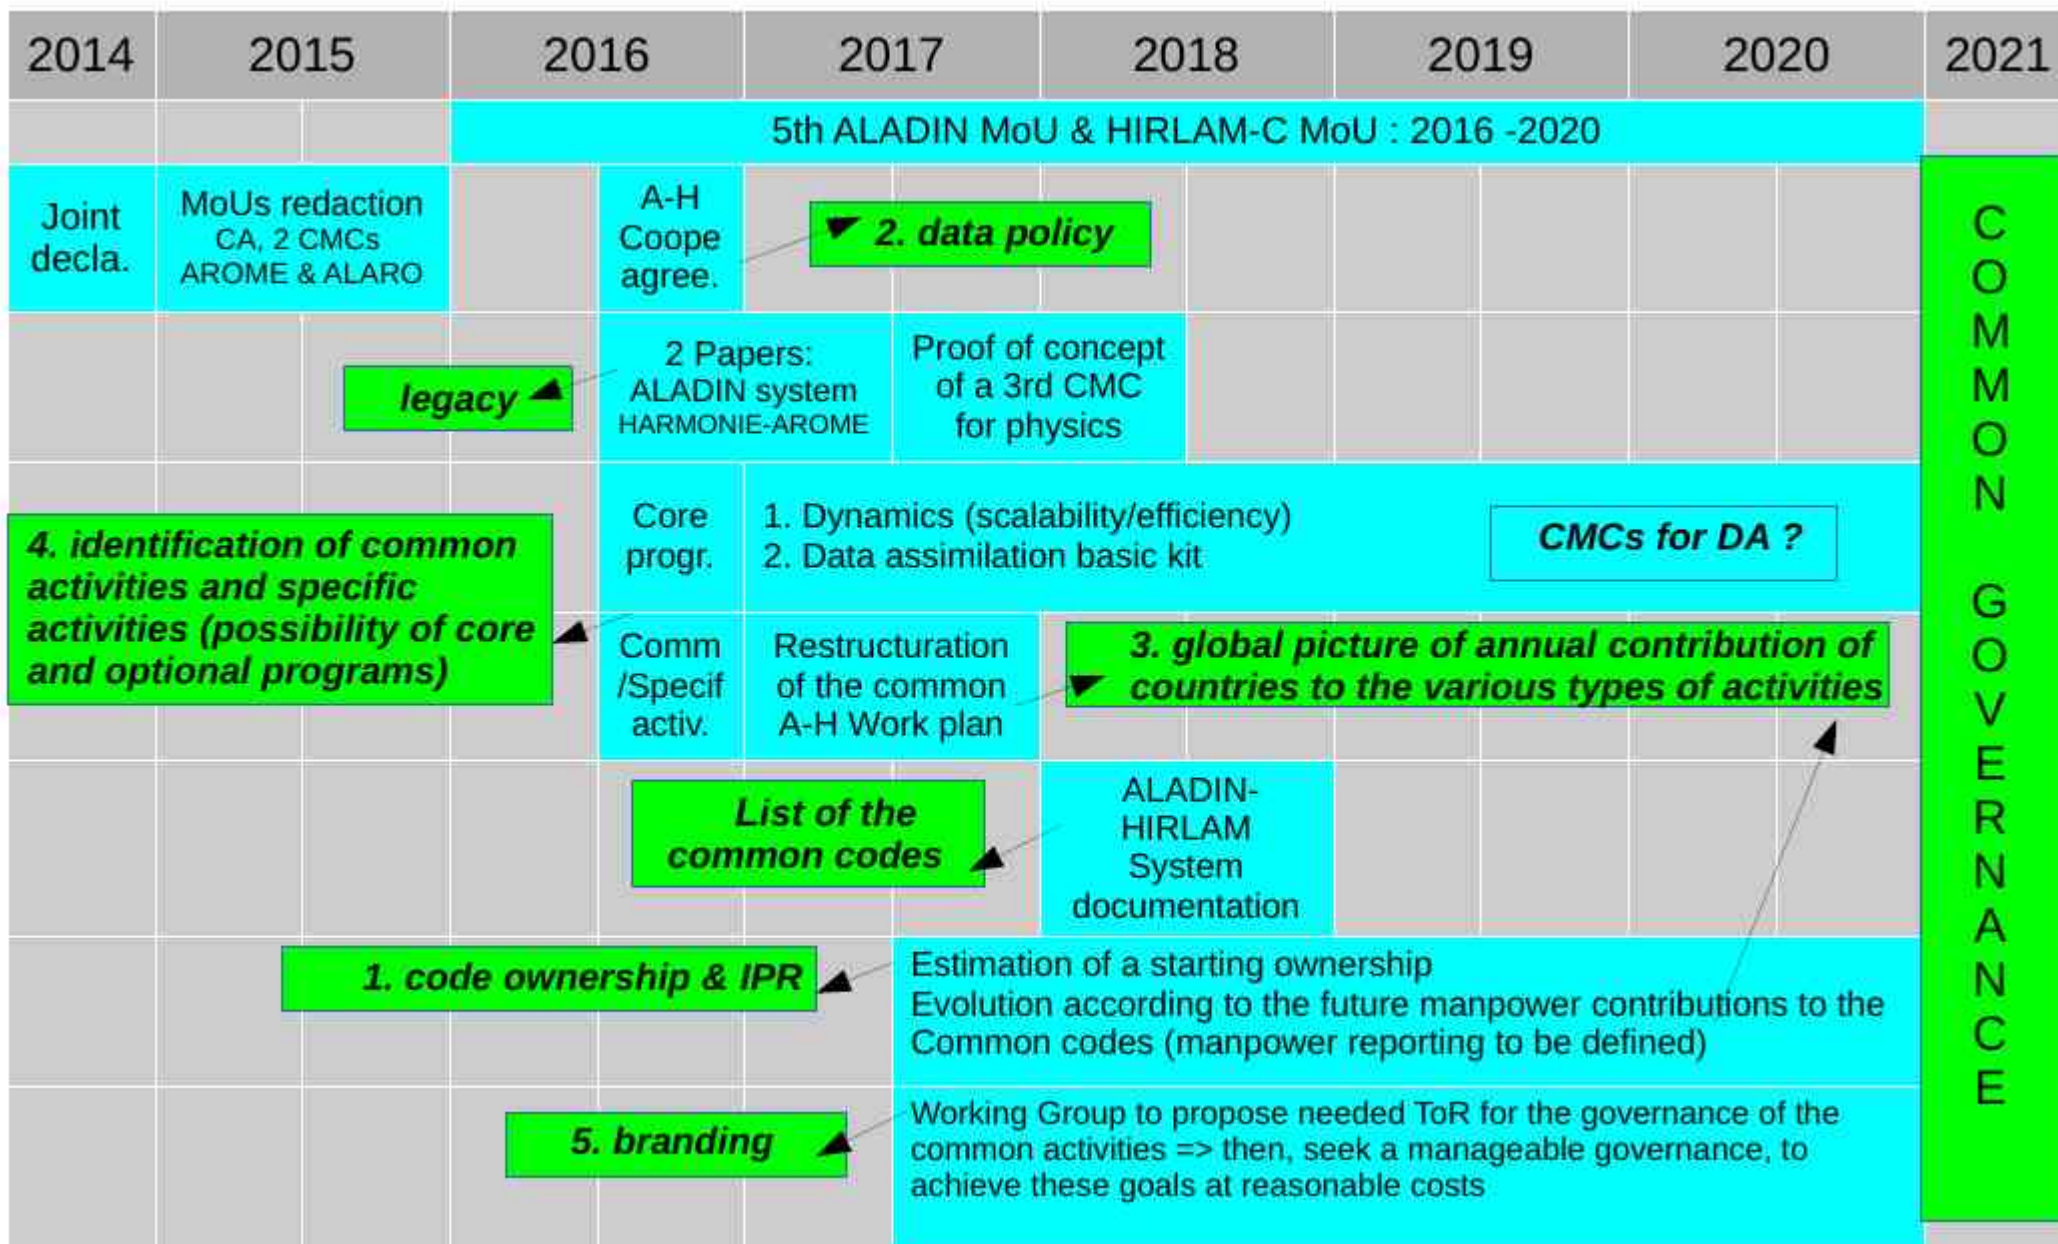 2014 2015 2016 2017 2018 2019 2020 2021
5th ALADIN MoU & HIRLAM-C MoU : 2016 -2020
Joint
decla.
MoUs redaction
CA, 2 CMCs
AROME & ALARO
A-H
Coope
agree.
2. data policy
legacy
2 Papers:
ALADIN system
HARMONIE-AROME
Proof of concept
of a 3rd CMC
for physics
4. identification of common
activities and specific
activities (possibility of core
and optional programs)
Core
progr.
1. Dynamics (scalability/efficiency)
2. Data assimilation basic kit
CMCs for DA ?
Comm
/Specif
activ.
Restructuration
of the common
A-H Work plan
3. global picture of annual contribution of
countries to the various types of activities
List of the
common codes
ALADIN-
HIRLAM
System
documentation
1. code ownership & IPR
Estimation of a starting ownership
Evolution according to the future manpower contributions to the
Common codes (manpower reporting to be defined)
5. branding
Working Group to propose needed ToR for the governance of the
common activities => then, seek a manageable governance, to
achieve these goals at reasonable costs
C
O
M
M
O
N
G
O
V
E
R
N
A
N
C
E